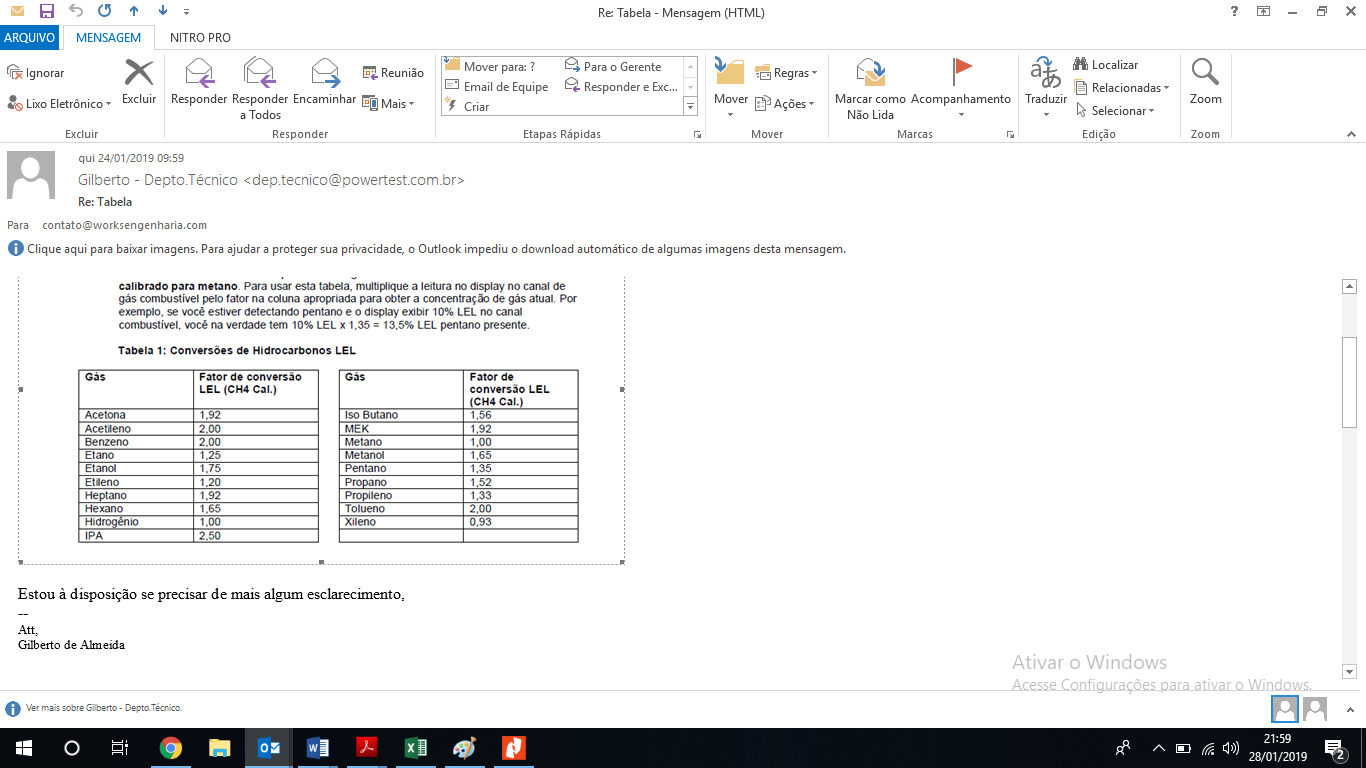 Re: Tabela - Mensagem (HTML)
ARQUIVO MENSAGEM NITRO PRO
Ignorar
Lixo Eletrônico
Excluir
Excluir
Responder
Responder a Todos
Encaminhar
Reunião
Mais
Responder
Mover para: ?
Para o Gerente
Email de Equipe
Responder e Exc...
Criar
Etapas Rápidas
Mover
Regras
Ações
Mover
Marcar como Não Lida
Acompanhamento
Marcas
Traduzir
Localizar
Relacionadas
Selecionar
Edição
Zoom
Zoom
qui 24/01/2019 09:59
Gilberto - Depto.Técnico <dep.tecnico@powertest.com.br>
Re: Tabela
Para contato@worksengenharia.com
Clique aqui para baixar imagens. Para ajudar a proteger sua privacidade, o Outlook impediu o download automático de algumas imagens desta mensagem.
calibrado para metano. Para usar esta tabela, multiplique a leitura no display no canal de
gás combustível pelo fator na coluna apropriada para obter a concentração de gás atual. Por
exemplo, se você estiver detectando pentano e o display exibir 10% LEL no canal
combustível, você na verdade tem 10% LEL x 1,35 = 13,5% LEL pentano presente.
Tabela 1: Conversões de Hidrocarbonos LEL
Gás Fator de conversão LEL (CH4 Cal.)
Acetona 1,92
Acetileno 2,00
Benzeno 2,00
Etano 1,25
Etanol 1,75
Etileno 1,20
Heptano 1,92
Hexano 1,65
Hidrogênio 1,00
IPA 2,50
Gás Fator de conversão LEL (CH4 Cal.)
Iso Butano 1,56
MEK 1,92
Metano 1,00
Metanol 1,65
Pentano 1,35
Propano 1,52
Propileno 1,33
Tolueno 2,00
Xileno 0,93
Estou à disposição se precisar de mais algum esclarecimento,
--
Att,
Gilberto de Almeida
Ativar o Windows
Acesse Configurações para ativar o Windows.
Ver mais sobre Gilberto - Depto.Técnico.
21:59
28/01/2019
2